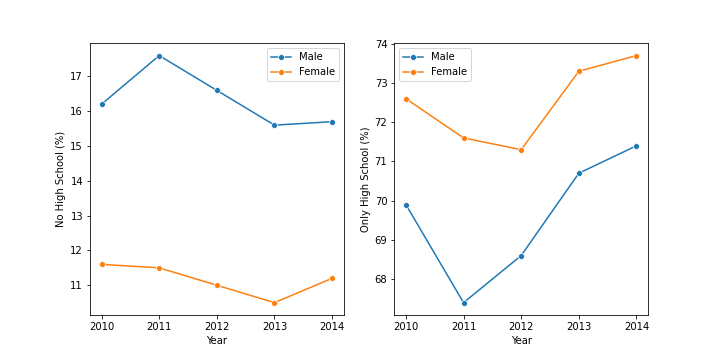 No High School (%)
17
16
15
14
13
12
11
Male
Female
2010 2011 2012 2013 2014
Year
Only High School (%)
74
73
72
71
70
69
68
Male
Female
2010 2011 2012 2013 2014
Year